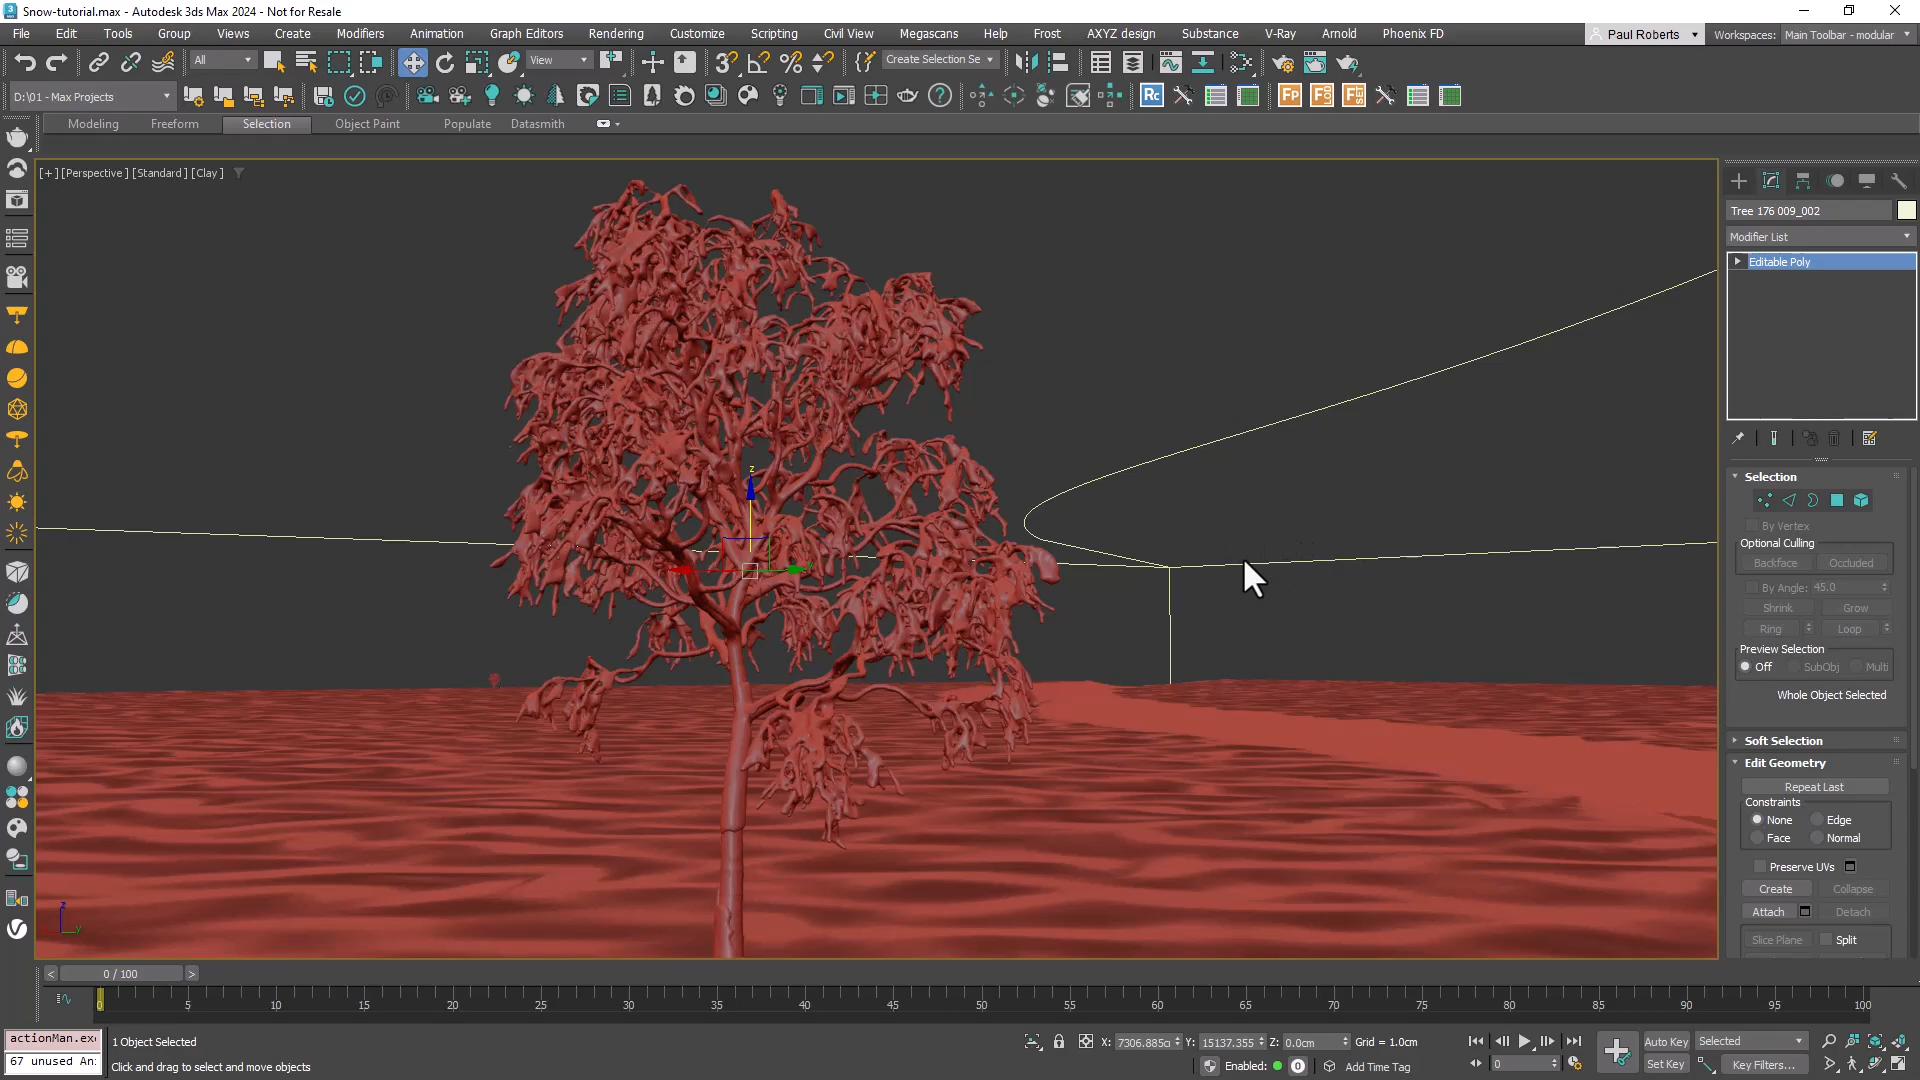 Snow-tutorial.max - Autodesk 3ds Max 2024 - Not for Resale
File Edit Tools Group Views Create Modifiers Animation Graph Editors Rendering Customize Scripting Civil View Megascans Help Frost AXYZ design Substance V-Ray Arnold Phoenix FD Paul Roberts Workspaces: Main Toolbar - modular
All View Create Selection Se
D:\01 - Max Projects Rc FP
Modeling Freeform Selection Object Paint Populate Datasmith
[+] [Perspective ] [Standard ] [Clay ]
Tree 176 009_002
Modifier List
Editable Poly
Selection
By Vertex
Optional Culling
Backface Occluded
By Angle: 45.0
Shrink Grow
Ring Loop
Preview Selection
Off SubObj Multi
Whole Object Selected
Soft Selection
Edit Geometry
Repeat Last
Constraints
None Edge
Face Normal
Preserve UVs
Create Collapse
Attach Detach
Slice Plane Split
z
z
y
< 0 / 100 >
0 5 10 15 20 25 30 35 40 45 50 55 60 65 70 75 80 85 90 95 100
actionMan.exe
67 unused An:
1 Object Selected
Click and drag to select and move objects
X: 7306.885c Y: 15137.355 Z: 0.0cm Grid = 1.0cm
Enabled: 0 Add Time Tag
0
Auto Key Selected
Set Key Key Filters...